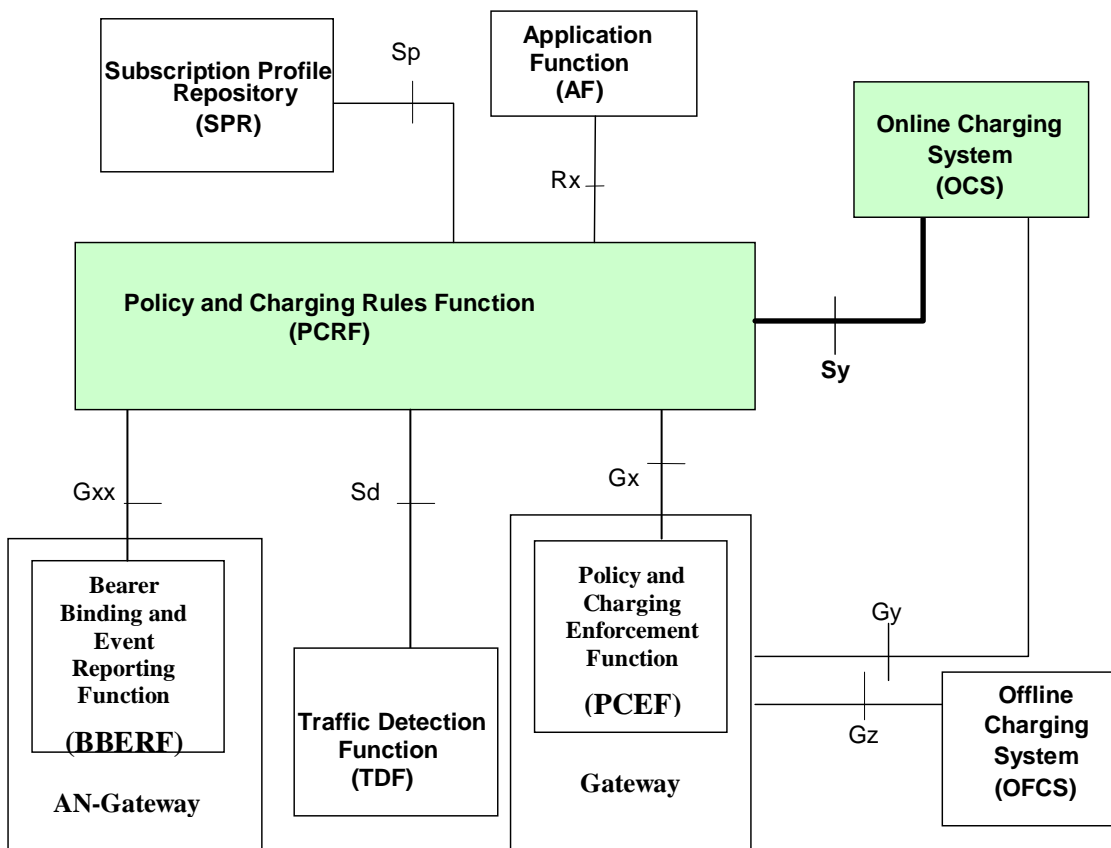 Subscription Profile
Repository
(SPR)
Sp
Application
Function
(AF)
Rx
Online Charging
System
(OCS)
Policy and Charging Rules Function
(PCRF)
Sy
Gxx
Sd
Gx
Bearer
Binding and
Event
Reporting
Function
(BBERF)
AN-Gateway
Traffic Detection
Function
(TDF)
Policy and
Charging
Enforcement
Function
(PCEF)
Gateway
Gy
Gz
Offline
Charging
System
(OFCS)